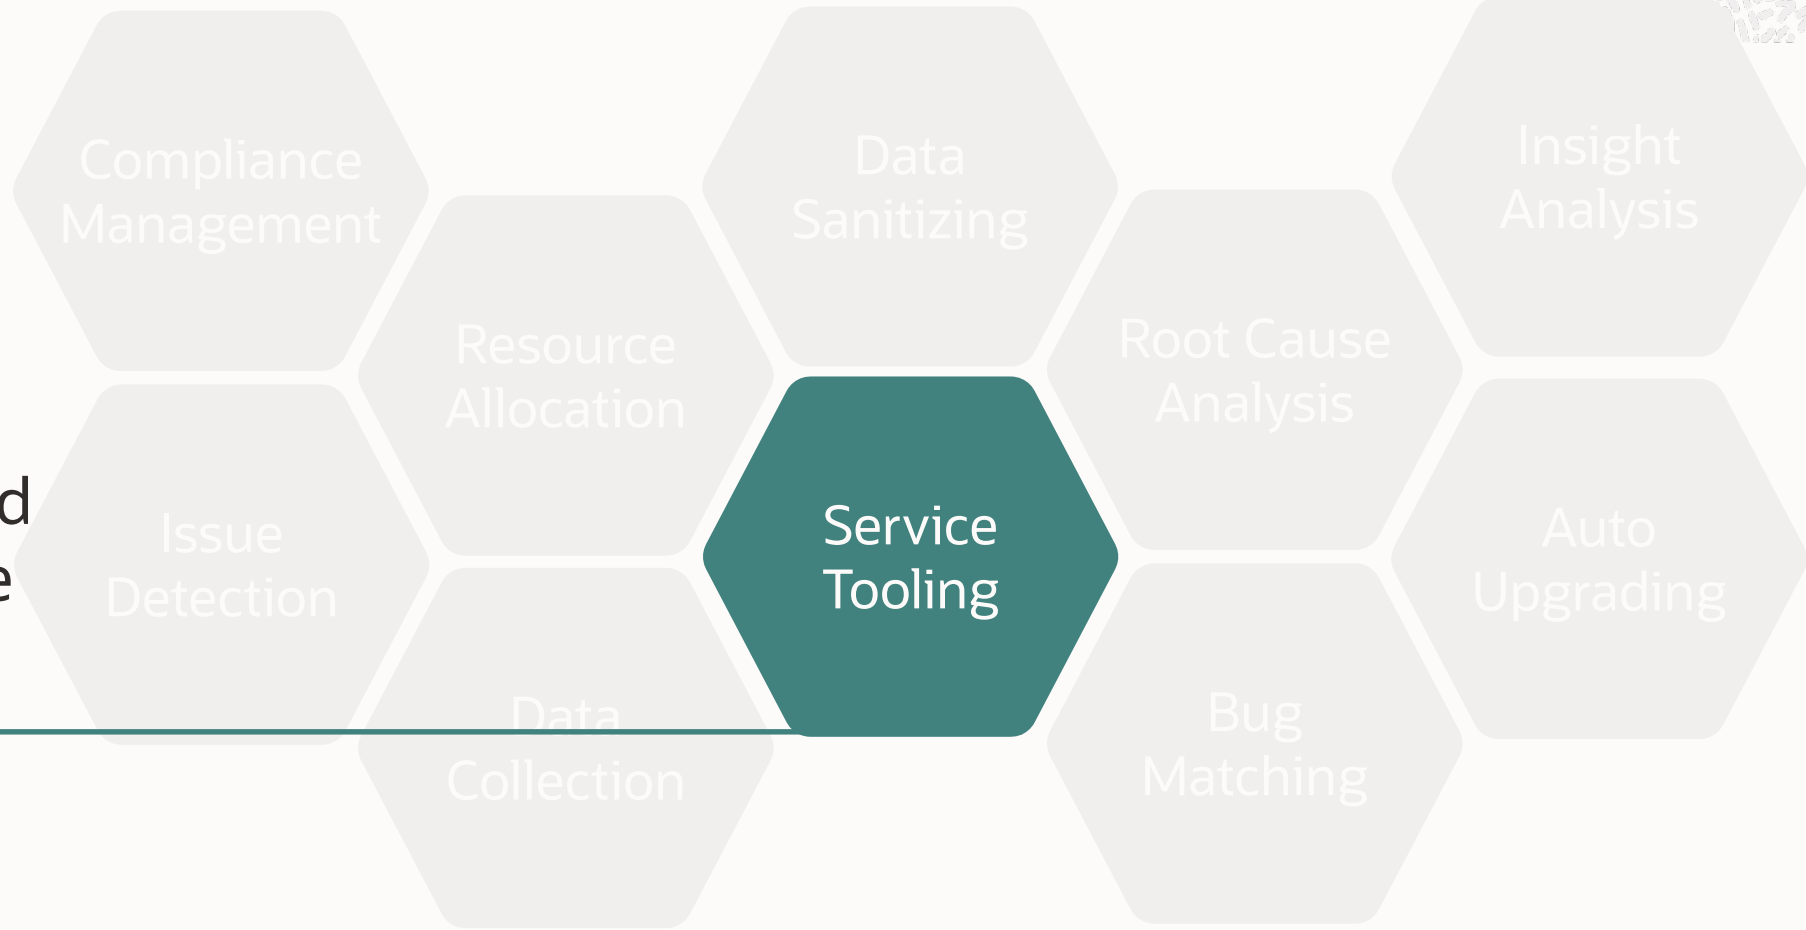 Compliance
Management
Data
Sanitizing
Insight
Analysis
Resource
Allocation
Root Cause
Analysis
d
e
Issue
Detection
Service
Tooling
Auto
Upgrading
Data
Collection
Bug
Matching